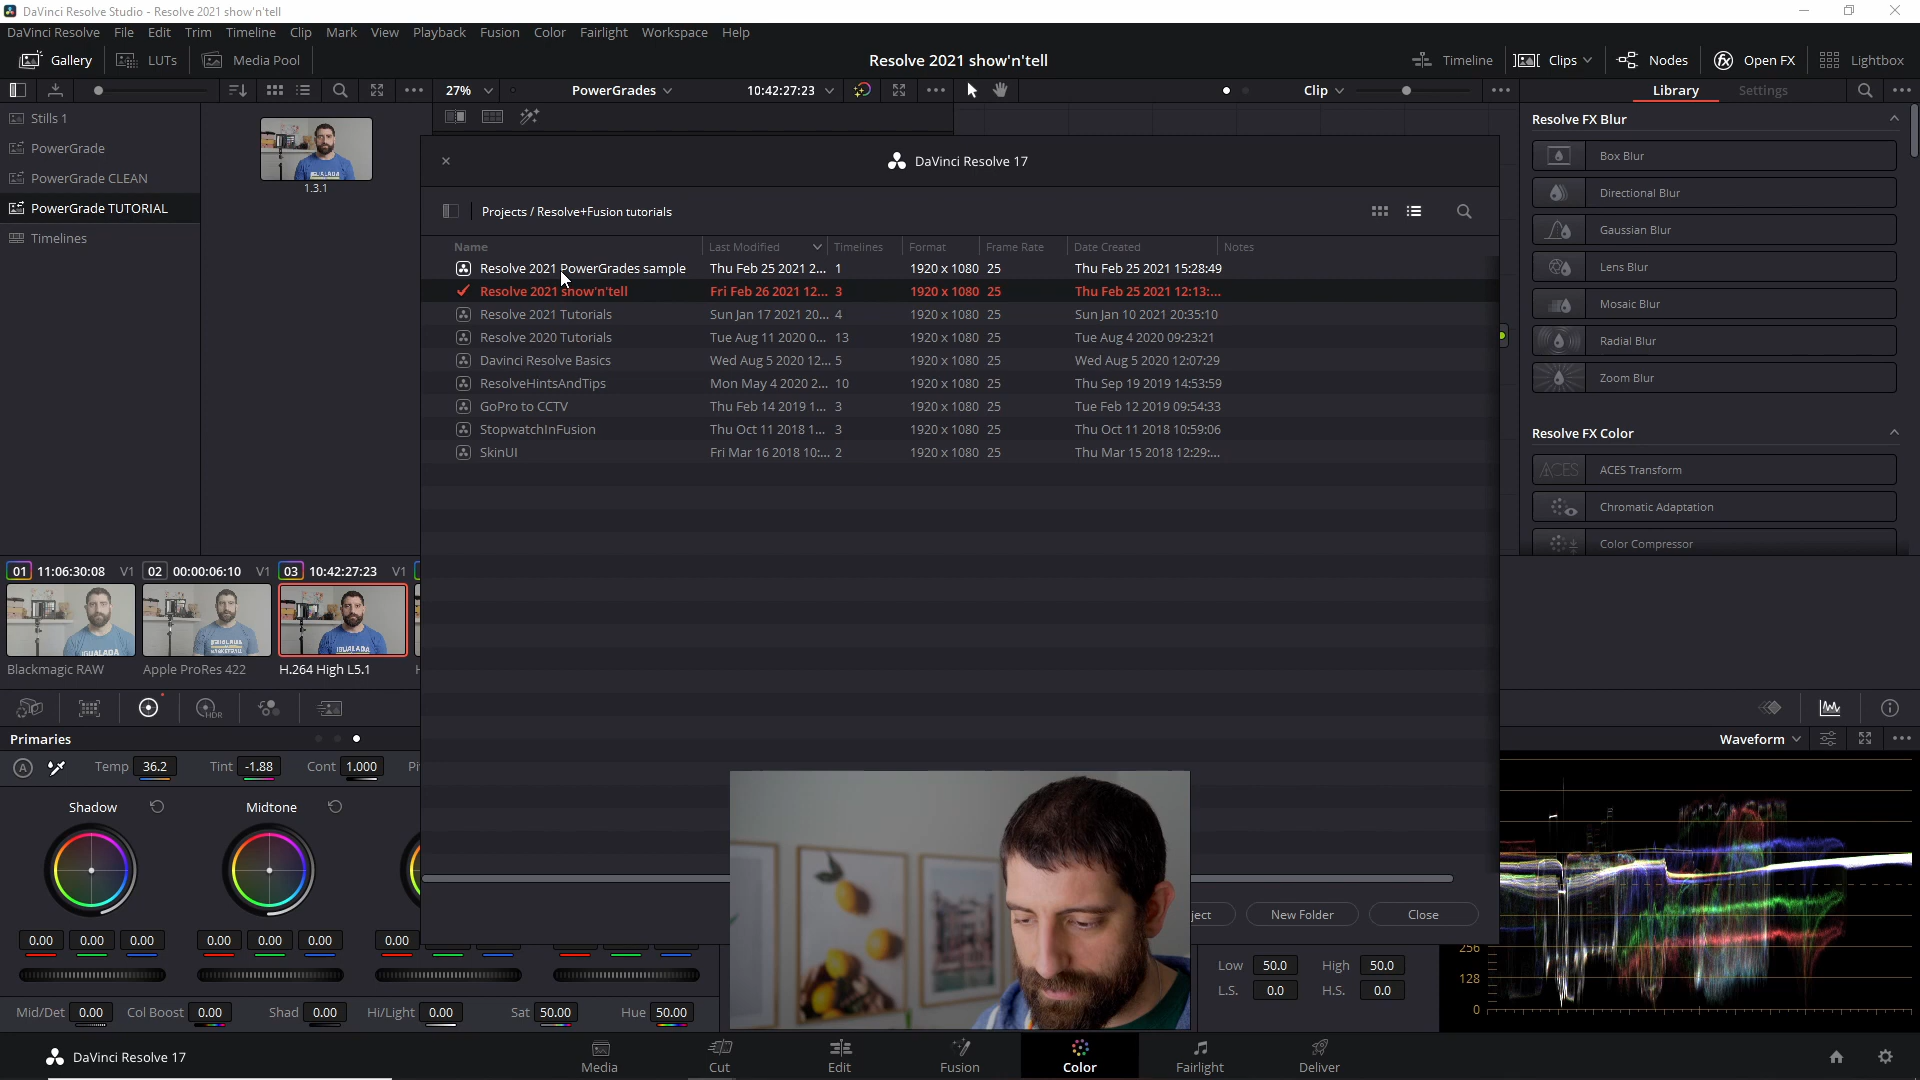 DaVinci Resolve Studio - Resolve 2021 show'n'tell
DaVinci Resolve File Edit Trim Timeline Clip Mark View Playback Fusion Color Fairlight Workspace Help
Gallery LUTs Media Pool Resolve 2021 show'n'tell Timeline Clips Nodes Open FX Lightbox
27% PowerGrades 10:42:27:23 Clip Library Settings
Stills 1
PowerGrade
PowerGrade CLEAN
PowerGrade TUTORIAL
Timelines
1.3.1
DaVinci Resolve 17
Projects / Resolve+Fusion tutorials
Name Last Modified Timelines Format Frame Rate Date Created Notes
Resolve 2021 PowerGrades sample Thu Feb 25 2021 2... 1 1920 x 1080 25 Thu Feb 25 2021 15:28:49
Resolve 2021 show'n'tell Fri Feb 26 2021 12... 3 1920 x 1080 25 Thu Feb 25 2021 12:13:...
Resolve 2021 Tutorials Sun Jan 17 2021 20... 4 1920 x 1080 25 Sun Jan 10 2021 20:35:10
Resolve 2020 Tutorials Tue Aug 11 2020 0... 13 1920 x 1080 25 Tue Aug 4 2020 09:23:21
Davinci Resolve Basics Wed Aug 5 2020 12... 5 1920 x 1080 25 Wed Aug 5 2020 12:07:29
ResolveHintsAndTips Mon May 4 2020 2... 10 1920 x 1080 25 Thu Sep 19 2019 14:53:59
GoPro to CCTV Thu Feb 14 2019 1... 3 1920 x 1080 25 Tue Feb 12 2019 09:54:33
StopwatchInFusion Thu Oct 11 2018 1... 3 1920 x 1080 25 Thu Oct 11 2018 10:59:06
SkinUI Fri Mar 16 2018 10:... 2 1920 x 1080 25 Thu Mar 15 2018 12:29:...
ject New Folder Close
Resolve FX Blur
Box Blur
Directional Blur
Gaussian Blur
Lens Blur
Mosaic Blur
Radial Blur
Zoom Blur
Resolve FX Color
ACES ACES Transform
Chromatic Adaptation
Color Compressor
01 11:06:30:08 V1 02 00:00:06:10 V1 03 10:42:27:23 V1
IGUALADA
IGUALADA
Blackmagic RAW Apple ProRes 422 H.264 High L5.1
HDR
Primaries
A Temp 36.2 Tint -1.88 Cont 1.000 Pi
Shadow Midtone
0.00 0.00 0.00 0.00 0.00 0.00 0.00
Mid/Det 0.00 Col Boost 0.00 Shad 0.00 Hi/Light 0.00 Sat 50.00 Hue 50.00
Low 50.0 High 50.0
L.S. 0.0 H.S. 0.0
Waveform
256
128
0
DaVinci Resolve 17 Media Cut Edit Fusion Color Fairlight Deliver